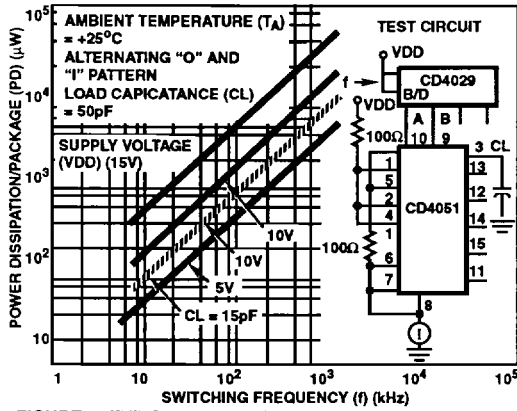 POWER DISSIPATION/PACKAGE (PD) (µW)
10^5
10^4
10^3
10^2
10
AMBIENT TEMPERATURE (TA)
= +25°C
ALTERNATING "O" AND
"I" PATTERN
LOAD CAPICATANCE (CL)
= 50pF
SUPPLY VOLTAGE
(VDD) (15V)
10V
10V
5V
CL = 15pF
1
10
10^2
10^3
10^4
10^5
SWITCHING FREQUENCY (f) (kHz)
TEST CIRCUIT
VDD
f
CD4029
B/D
A B
VDD
100Ω
10 9
3 CL
13
12
14
15
11
1
5
2
4
CD4051
100Ω
1
6
7
8
I
FIGURE